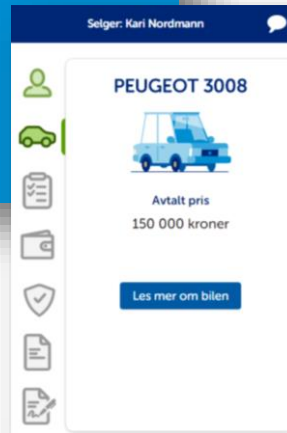 Selger: Kari Nordmann
PEUGEOT 3008
Avtalt pris
150 000 kroner
Les mer om bilen